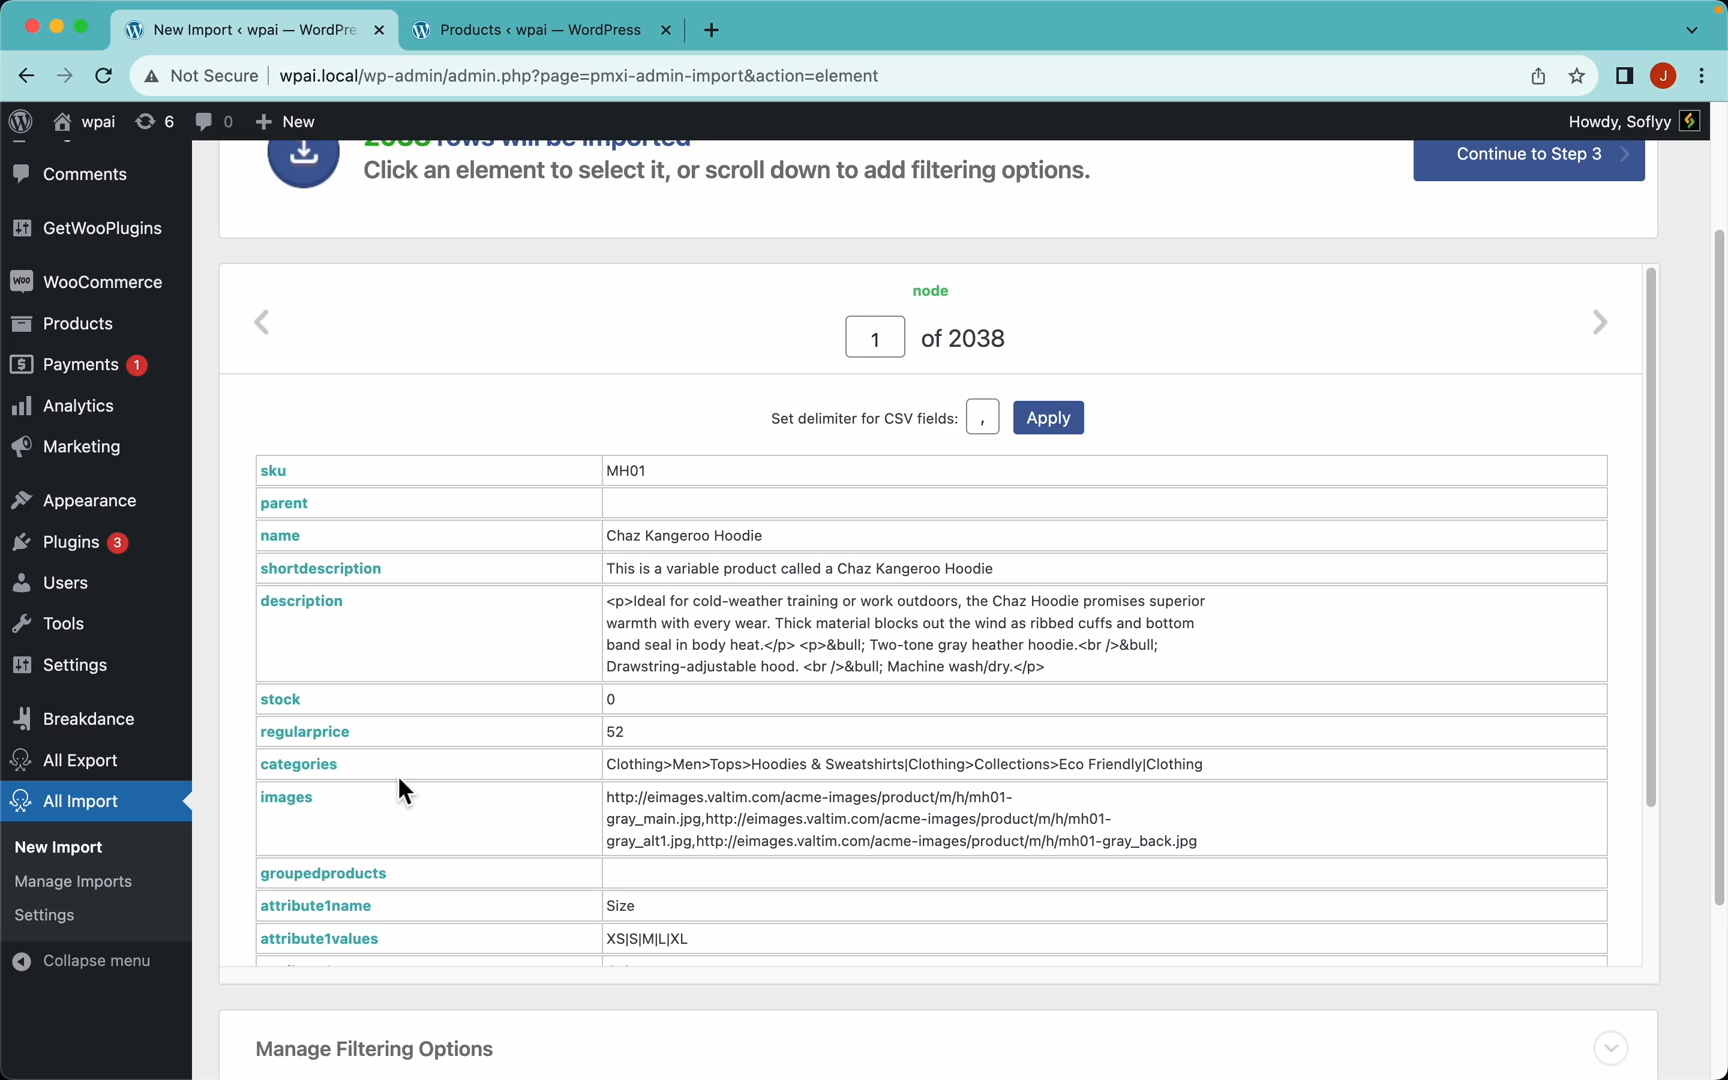 New Import ‹ wpai — WordPre
Products ‹ wpai — WordPress
Not Secure
wpai.local/wp-admin/admin.php?page=pmxi-admin-import&action=element
J
wpai
6
0
New
Howdy, Soflyy
Comments
GetWooPlugins
WooCommerce
Products
Payments 1
Analytics
Marketing
Appearance
Plugins 3
Users
Tools
Settings
Breakdance
All Export
All Import
New Import
Manage Imports
Settings
Collapse menu
2038 rows will be imported
Click an element to select it, or scroll down to add filtering options.
Continue to Step 3
node
1 of 2038
Set delimiter for CSV fields: , Apply
sku MH01
parent
name Chaz Kangeroo Hoodie
shortdescription This is a variable product called a Chaz Kangeroo Hoodie
description <p>Ideal for cold-weather training or work outdoors, the Chaz Hoodie promises superior
warmth with every wear. Thick material blocks out the wind as ribbed cuffs and bottom
band seal in body heat.</p> <p>&bull; Two-tone gray heather hoodie.<br />&bull;
Drawstring-adjustable hood. <br />&bull; Machine wash/dry.</p>
stock 0
regularprice 52
categories Clothing>Men>Tops>Hoodies & Sweatshirts|Clothing>Collections>Eco Friendly|Clothing
images http://eimages.valtim.com/acme-images/product/m/h/mh01-
gray_main.jpg,http://eimages.valtim.com/acme-images/product/m/h/mh01-
gray_alt1.jpg,http://eimages.valtim.com/acme-images/product/m/h/mh01-gray_back.jpg
groupedproducts
attribute1name Size
attribute1values XS|S|M|L|XL
Manage Filtering Options